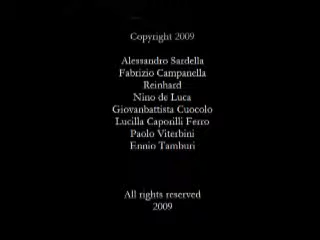 Copyright 2009
Alessandro Sardella
Fabrizio Campanella
Reinhard
Nino de Luca
Giovanbattista Cuocolo
Lucilla Caporilli Ferro
Paolo Viterbini
Ennio Tamburi
All rights reserved
2009